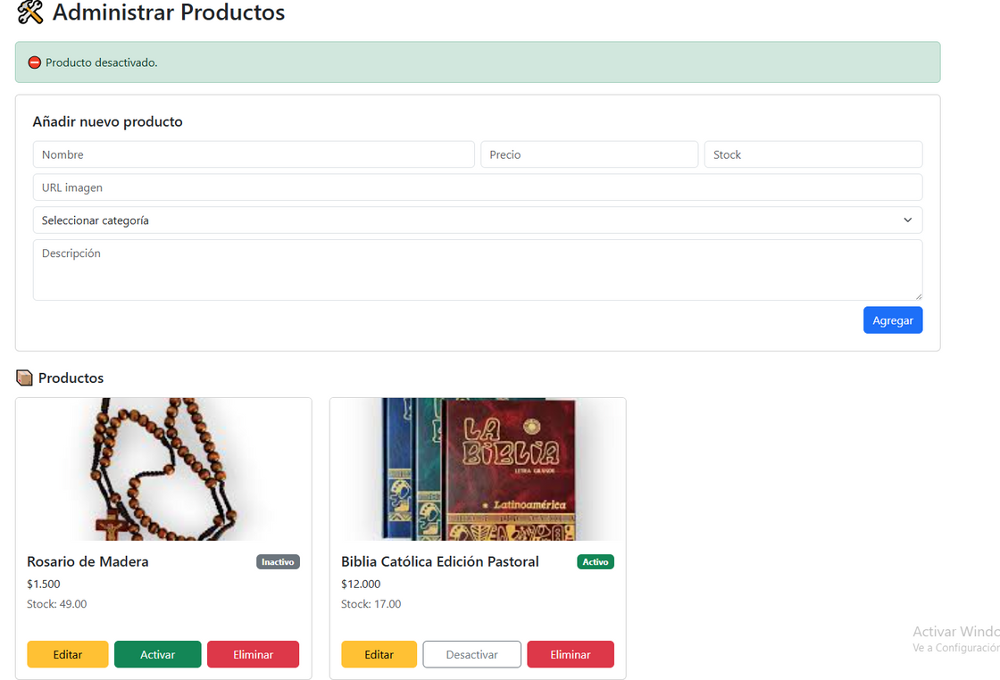 Administrar Productos
Producto desactivado.
Añadir nuevo producto
Nombre
Precio
Stock
URL imagen
Seleccionar categoría
Descripción
Agregar
Productos
LA
BIBLIA
LETRA GRANDE
Latinoamérica
Rosario de Madera
Inactivo
$1.500
Stock: 49.00
Editar
Activar
Eliminar
Biblia Católica Edición Pastoral
Activo
$12.000
Stock: 17.00
Editar
Desactivar
Eliminar
Activar Windo
Ve a Configuración